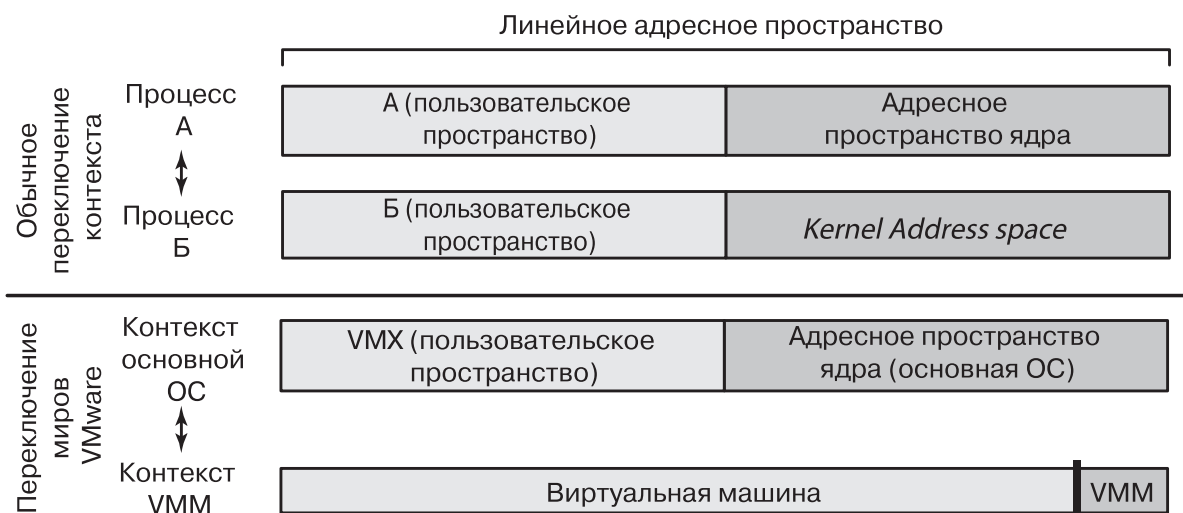 Линейное адресное пространство
Обычное
переключение
контекста
Процесс
А
А (пользовательское
пространство)
Адресное
пространство ядра
Процесс
Б
Б (пользовательское
пространство)
Kernel Address space
Переключение
миров
VMware
Контекст
основной
ОС
VMX (пользовательское
пространство)
Адресное пространство
ядра (основная ОС)
Контекст
VMM
Виртуальная машина
VMM